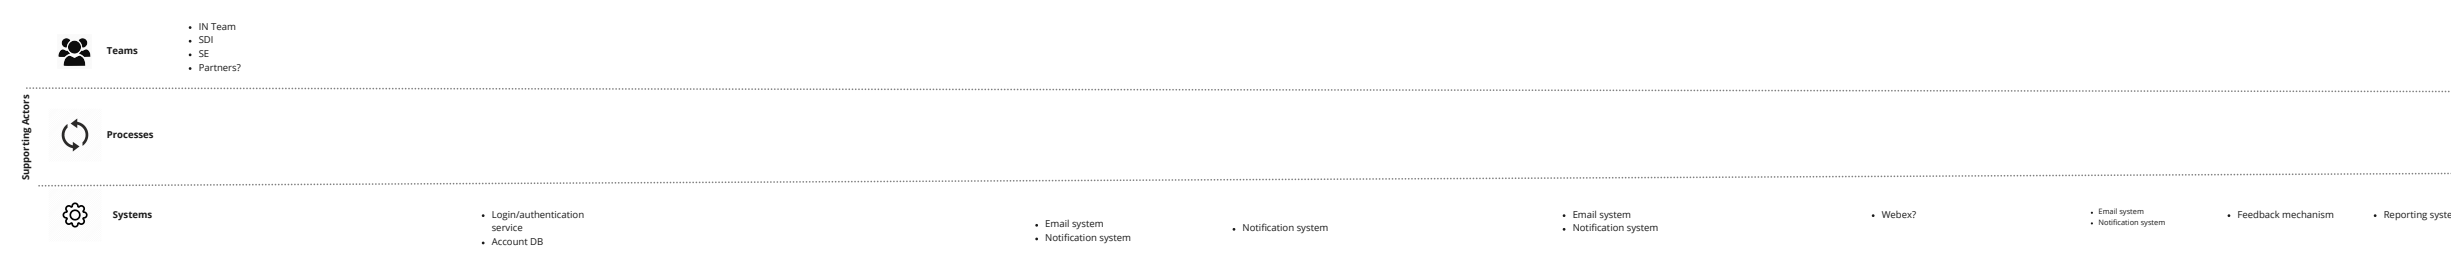 Supporting Actors
Teams
• IN Team
• SDI
• SE
• Partners?
Processes
Systems
• Login/authentication
service
• Account DB
• Email system
• Notification system
• Notification system
• Email system
• Notification system
• Webex?
• Email system
• Notification system
• Feedback mechanism
• Reporting syste